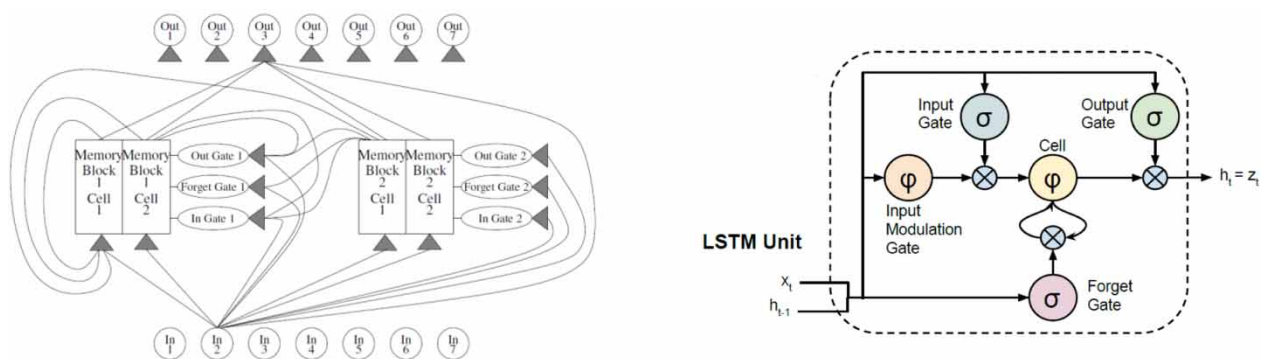 Out
1
Out
2
Out
3
Out
4
Out
5
Out
6
Out
7
Memory
Block
1
Cell
1
Memory
Block
1
Cell
2
Out Gate 1
Forget Gate 1
In Gate 1
Memory
Block
2
Cell
1
Memory
Block
2
Cell
2
Out Gate 2
Forget Gate 2
In Gate 2
In
1
In
2
In
3
In
4
In
5
In
6
In
7
Input
Gate
σ
Output
Gate
σ
Cell
φ
Input
Modulation
Gate
φ
h_t = z_t
LSTM Unit
x_t
h_{t-1}
Forget
Gate
σ